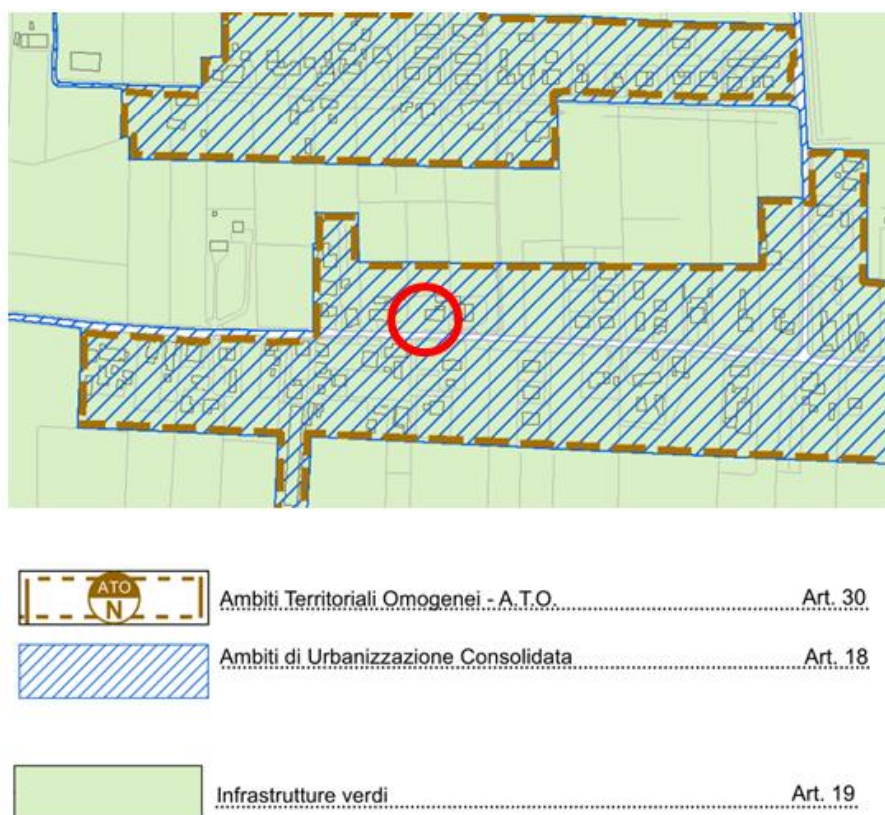 ATO
N
Ambiti Territoriali Omogenei - A.T.O. Art. 30
Ambiti di Urbanizzazione Consolidata Art. 18
Infrastrutture verdi Art. 19